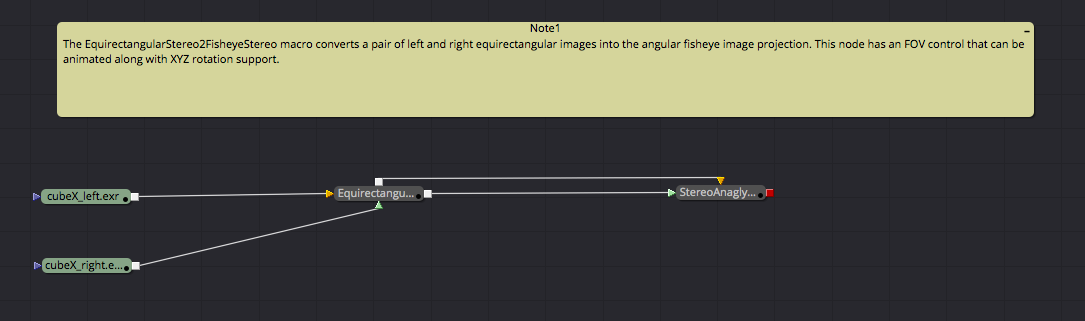 Note1
The EquirectangularStereo2FisheyeStereo macro converts a pair of left and right equirectangular images into the angular fisheye image projection. This node has an FOV control that can be
animated along with XYZ rotation support.
cubeX_left.exr
Equirectangu...
StereoAnagly...
cubeX_right.e...